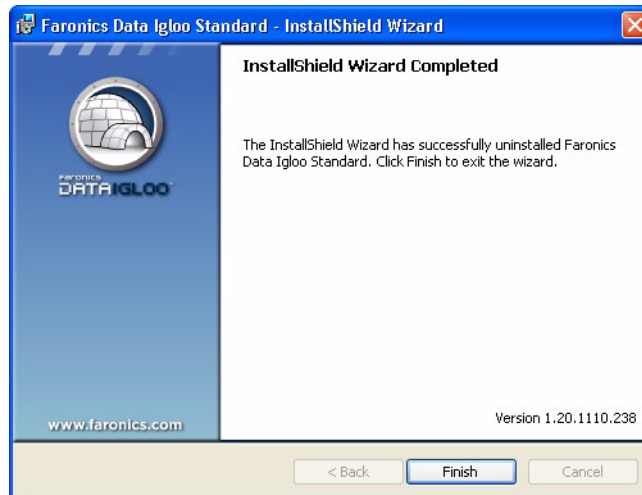 Faronics Data Igloo Standard - InstallShield Wizard
InstallShield Wizard Completed
The InstallShield Wizard has successfully uninstalled Faronics
Data Igloo Standard. Click Finish to exit the wizard.
FARONICS
DATAIGLOO
www.faronics.com
Version 1.20.1110.238
< Back
Finish
Cancel